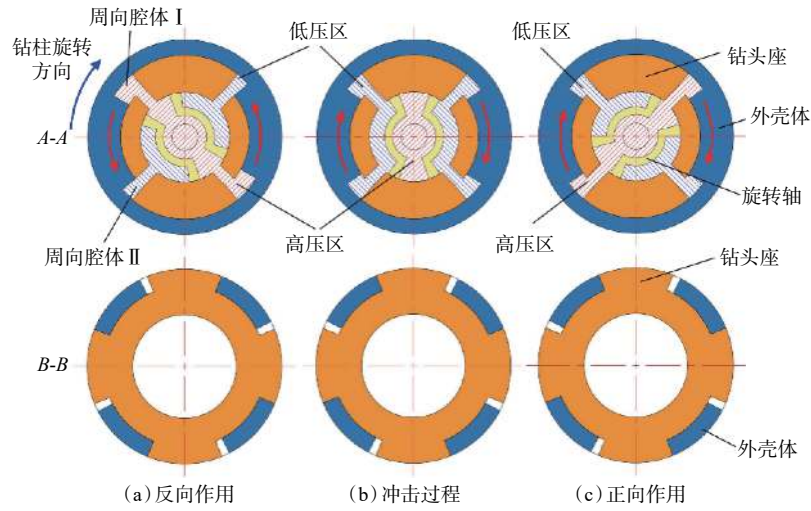 周向腔体Ⅰ
低压区
低压区
钻头座
钻柱旋转
方向
外壳体
A-A
旋转轴
周向腔体Ⅱ
高压区
高压区
钻头座
B-B
外壳体
(a)反向作用
(b)冲击过程
(c)正向作用